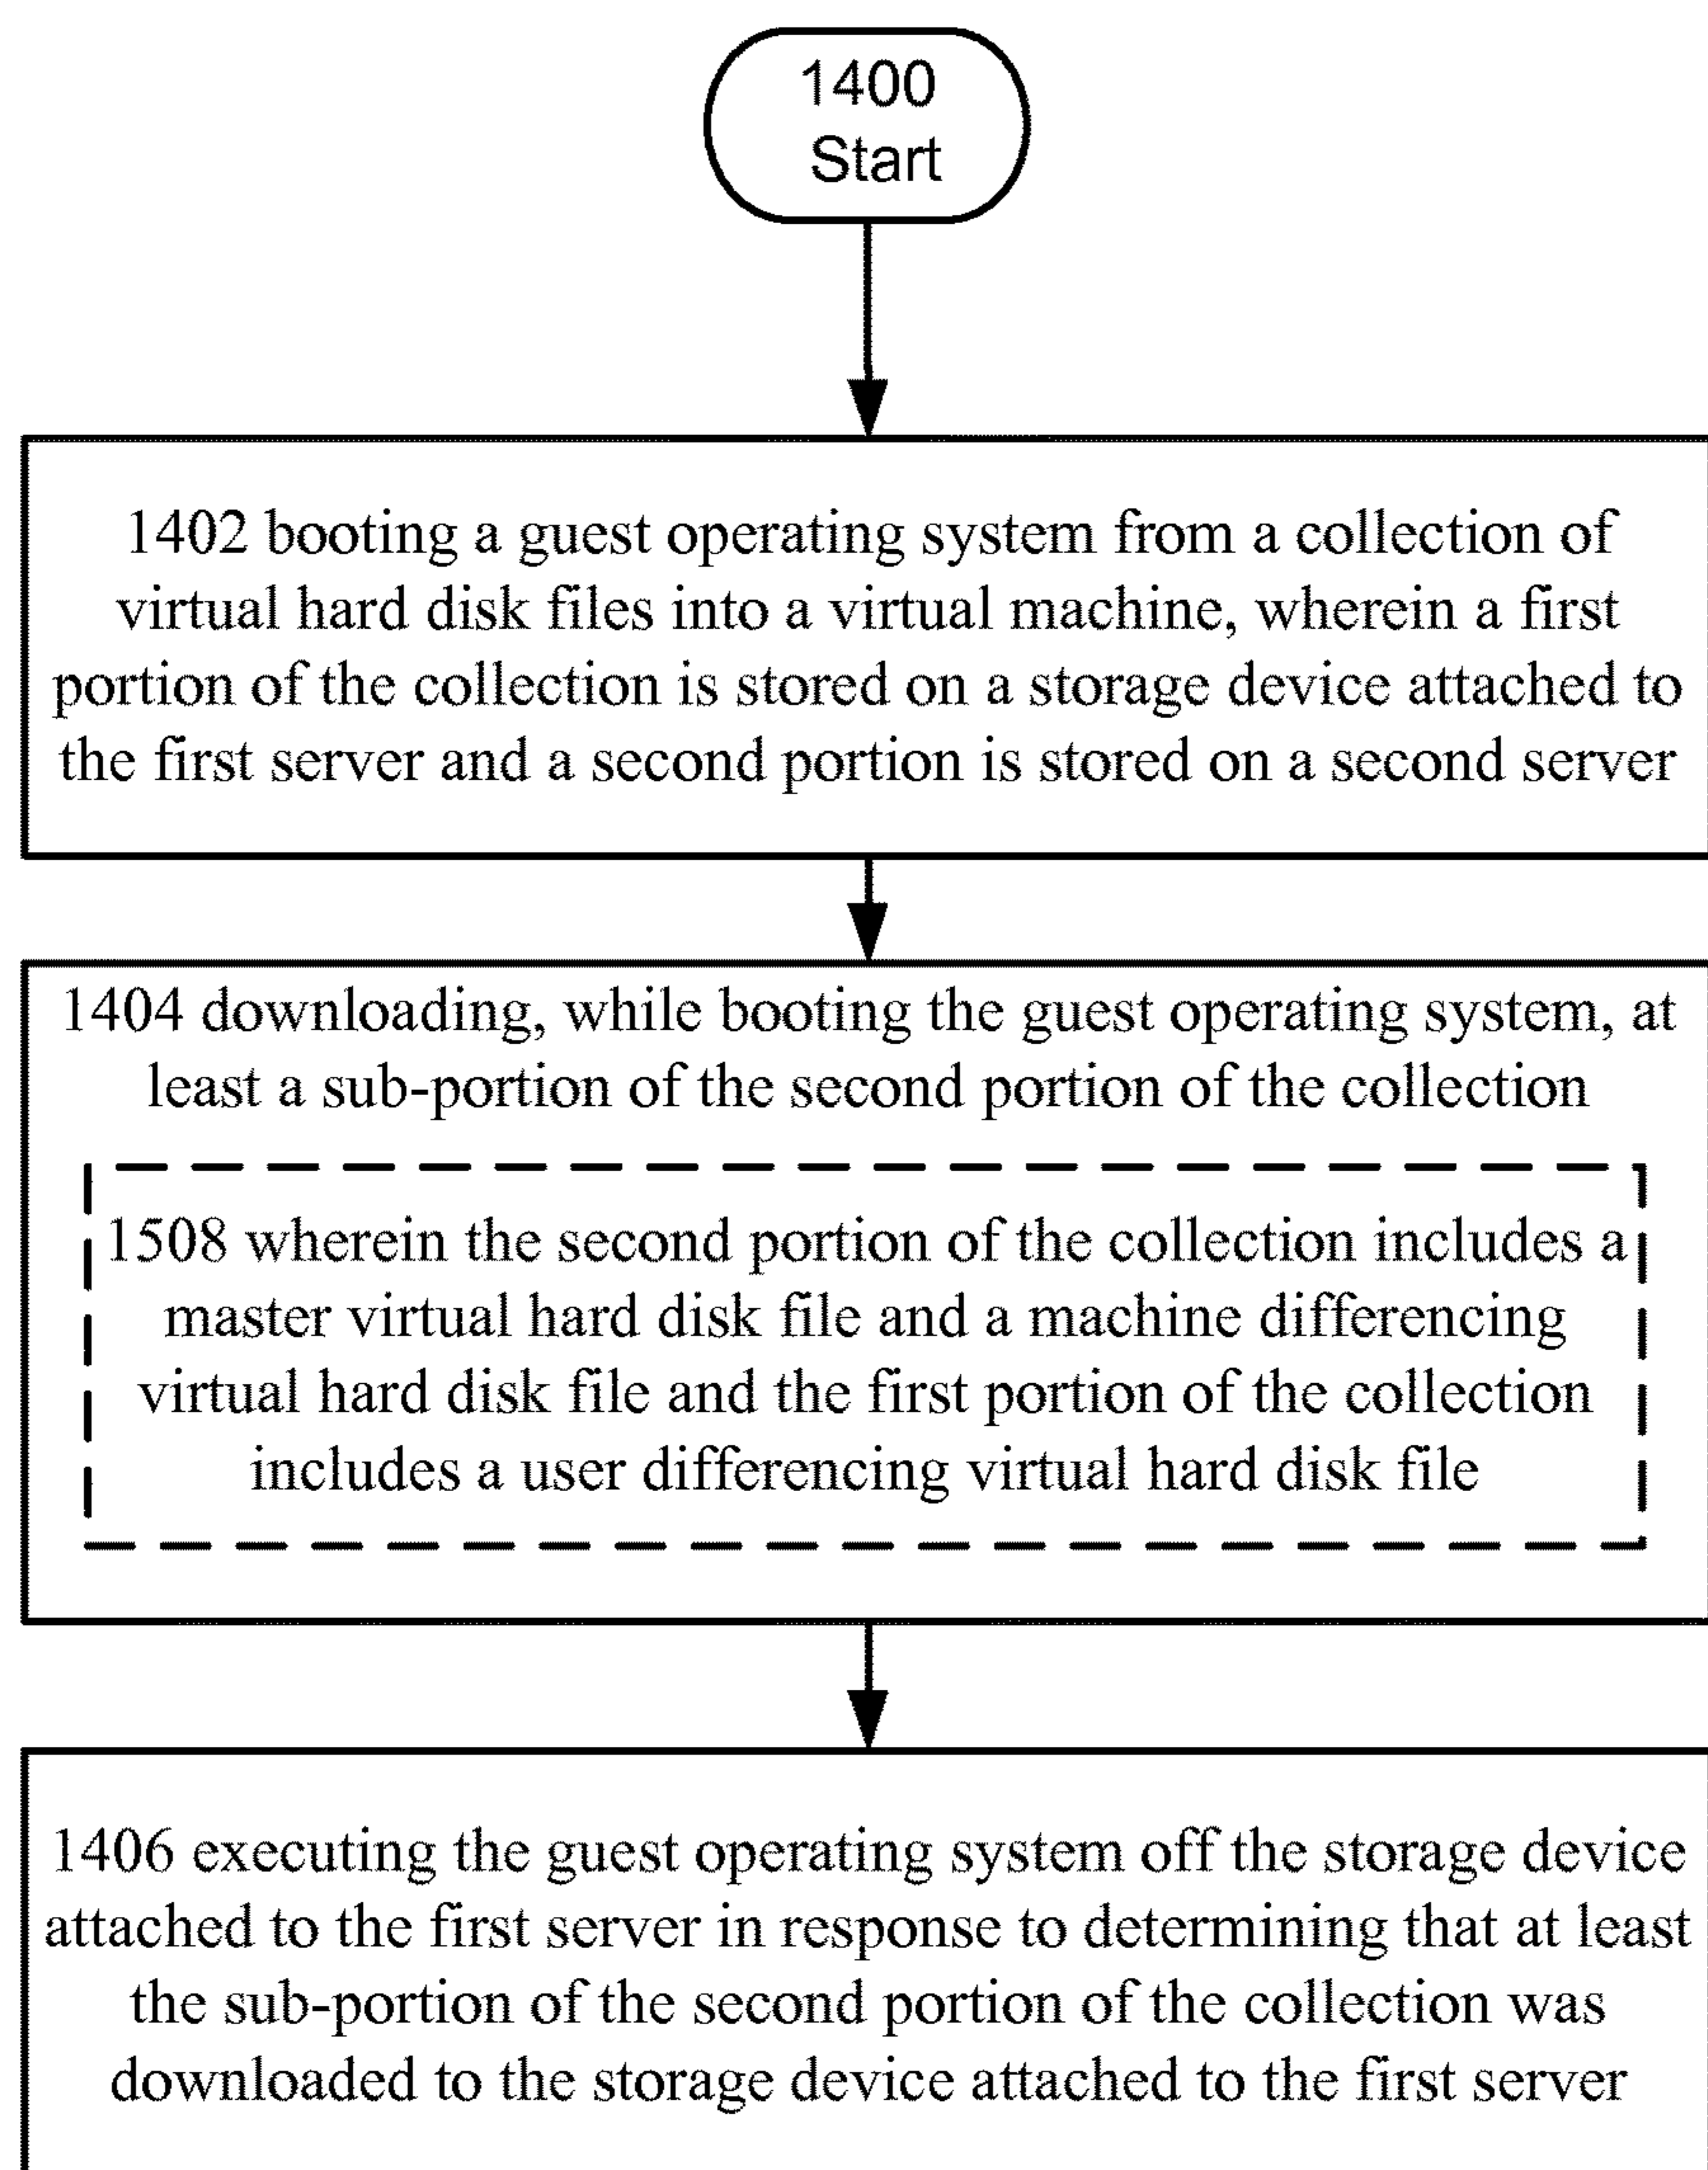 1400
Start
1402 booting a guest operating system from a collection of
virtual hard disk files into a virtual machine, wherein a first
portion of the collection is stored on a storage device attached to
the first server and a second portion is stored on a second server
1404 downloading, while booting the guest operating system, at
least a sub-portion of the second portion of the collection
1508 wherein the second portion of the collection includes a
master virtual hard disk file and a machine differencing
virtual hard disk file and the first portion of the collection
includes a user differencing virtual hard disk file
1406 executing the guest operating system off the storage device
attached to the first server in response to determining that at least
the sub-portion of the second portion of the collection was
downloaded to the storage device attached to the first server